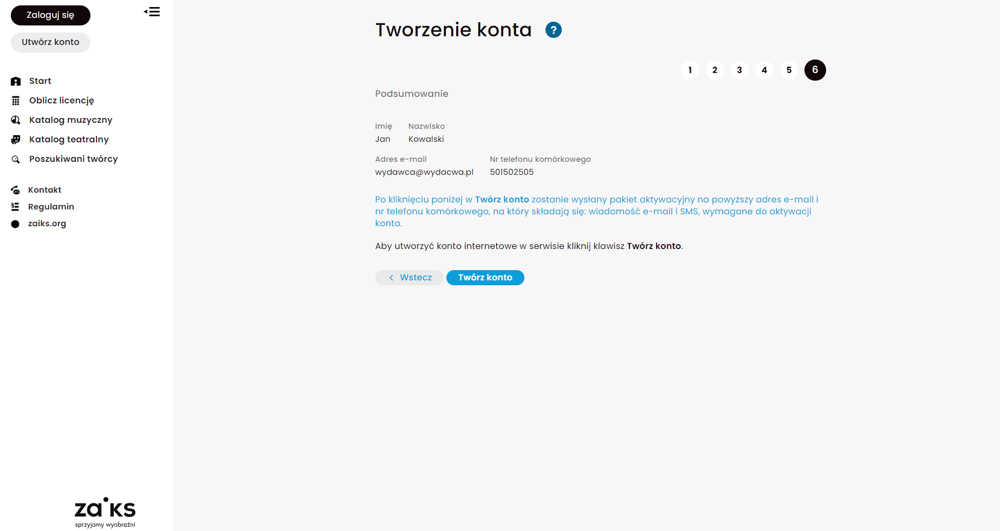 Zaloguj się
Utwórz konto
Start
Oblicz licencję
Katalog muzyczny
Katalog teatralny
Poszukiwani twórcy
Kontakt
Regulamin
zaiks.org
zaiks
sprzyjamy wyobraźni
Tworzenie konta ?
1 2 3 4 5 6
Podsumowanie
Imię Nazwisko
Jan Kowalski
Adres e-mail Nr telefonu komórkowego
wydawca@wydacwa.pl 501502505
Po kliknięciu poniżej w Twórz konto zostanie wysłany pakiet aktywacyjny na powyższy adres e-mail i
nr telefonu komórkowego, na który składają się: wiadomość e-mail i SMS, wymagane do aktywacji
konta.
Aby utworzyć konto internetowe w serwisie kliknij klawisz Twórz konto.
< Wstecz Twórz konto